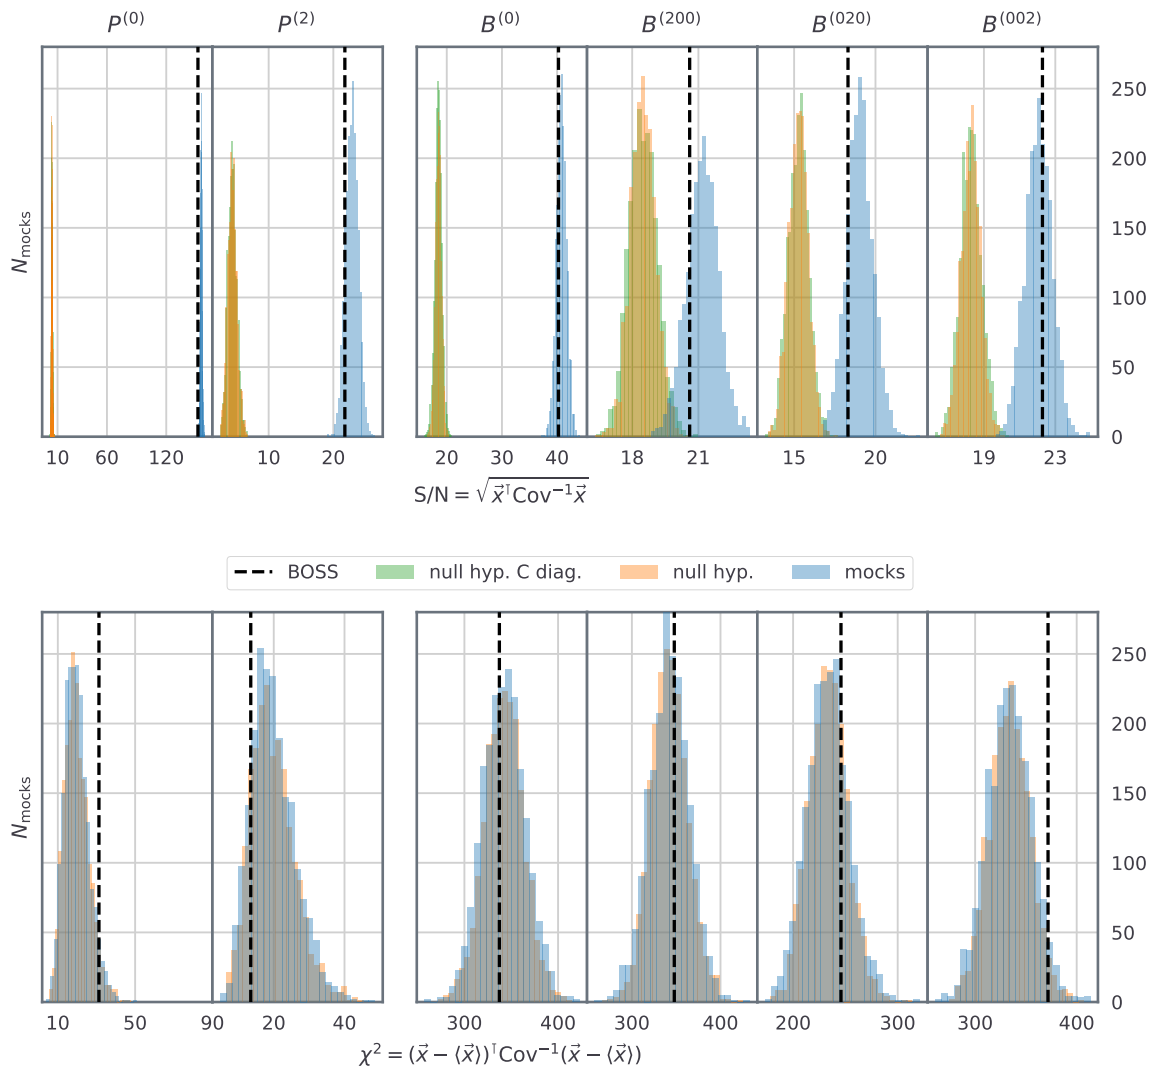 P^(0) P^(2) B^(0) B^(200) B^(020) B^(002)
250
200
150
100
50
0
N_mocks
10 60 120 10 20 20 30 40 18 21 15 20 19 23
S/N = √x⃗^⊺Cov^−1x⃗
BOSS null hyp. C diag. null hyp. mocks
250
200
150
100
50
0
N_mocks
10 50 90 20 40 300 400 300 400 200 300 300 400
χ² = (x⃗ − ⟨x⃗⟩)^⊺Cov^−1(x⃗ − ⟨x⃗⟩)